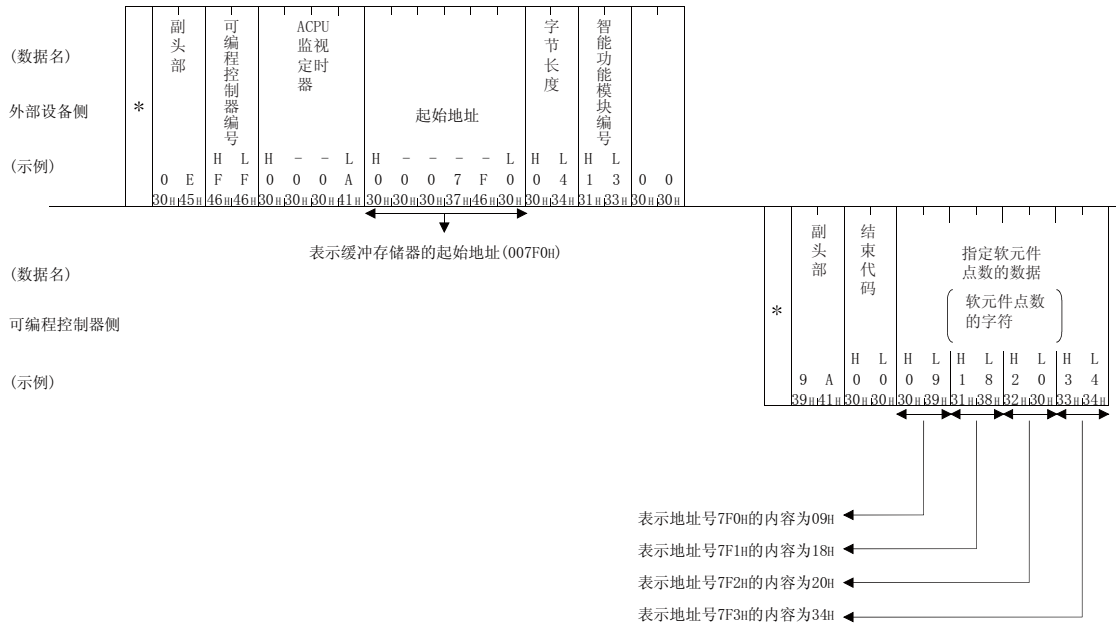 (数据名)
外部设备侧
(示例)
*
副头部
可编程控制器编号
ACPU
监视
定时
器
起始地址
字节长度
智能功能模块编号
H L H - - L H - - - - L H L H L
0 E F F 0 0 0 A 0 0 0 7 F 0 0 4 1 3 0 0
30H 45H 46H 46H 30H 30H 30H 41H 30H 30H 30H 37H 46H 30H 30H 34H 31H 33H 30H 30H
表示缓冲存储器的起始地址(007F0H)
(数据名)
可编程控制器侧
(示例)
*
副头部
结束代码
指定软元件
点数的数据
软元件点数
的字符
H L H L H L H L H L
9 A 0 0 0 9 1 8 2 0 3 4
39H 41H 30H 30H 30H 39H 31H 38H 32H 30H 33H 34H
表示地址号7F0H的内容为09H
表示地址号7F1H的内容为18H
表示地址号7F2H的内容为20H
表示地址号7F3H的内容为34H